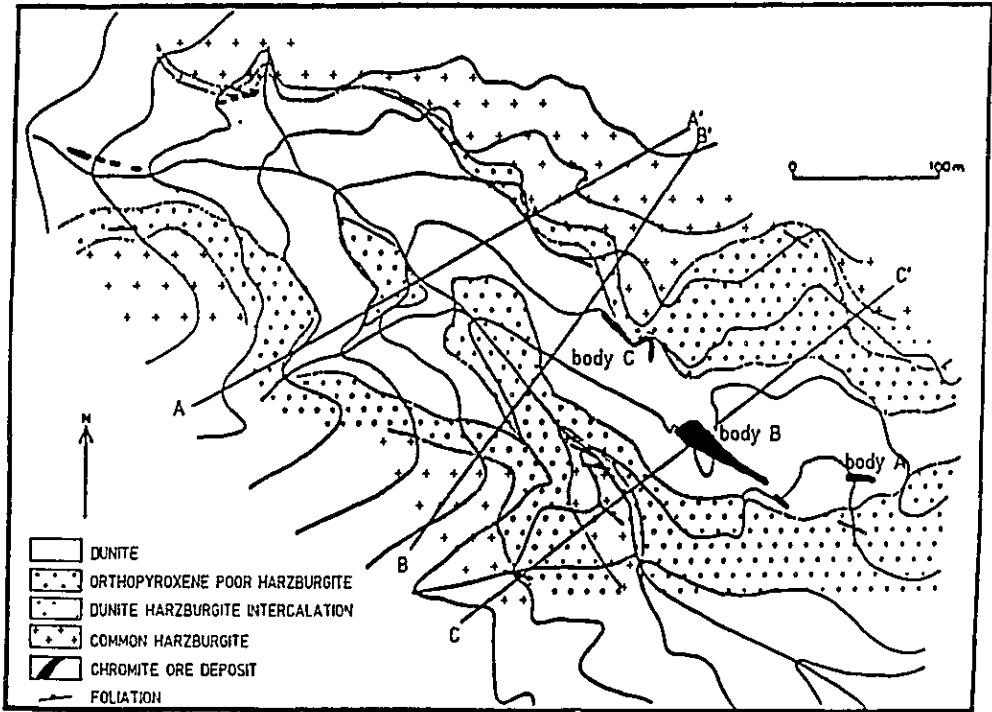 A'
B'
0 100m
C'
body C
A
N
body B
body A
B
C
DUNITE
ORTHOPYROXENE POOR HARZBURGITE
DUNITE HARZBURGITE INTERCALATION
COMMON HARZBURGITE
CHROMITE ORE DEPOSIT
FOLIATION